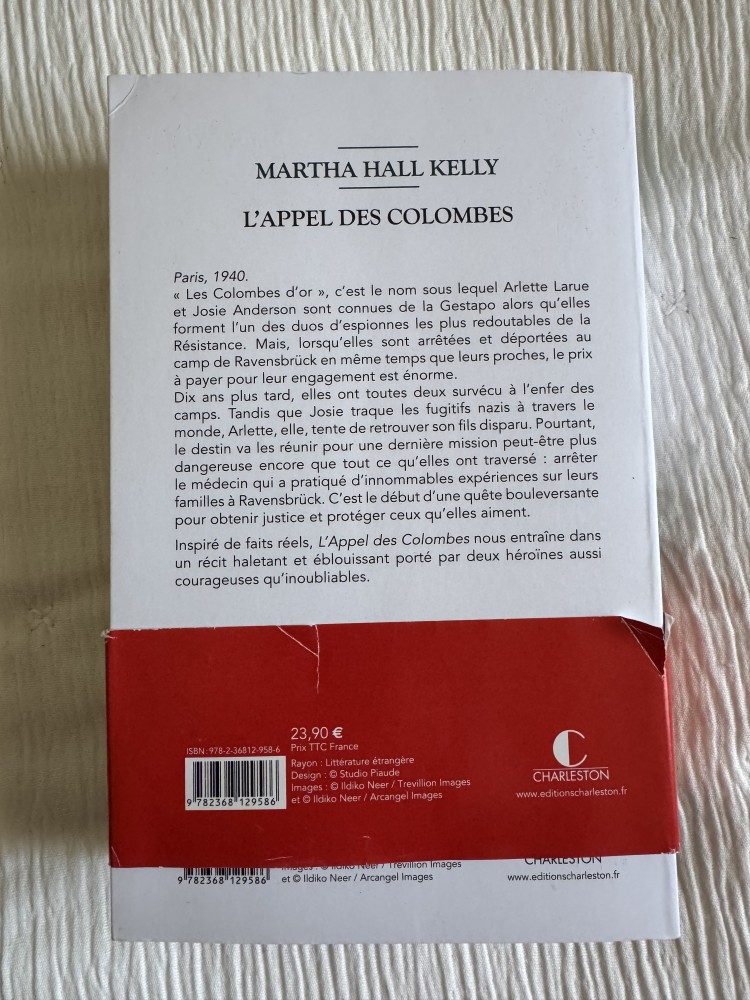 MARTHA HALL KELLY
L'APPEL DES COLOMBES
Paris, 1940.
« Les Colombes d'or », c'est le nom sous lequel Arlette Larue
et Josie Anderson sont connues de la Gestapo alors qu'elles
forment l'un des duos d'espionnes les plus redoutables de la
Résistance. Mais, lorsqu'elles sont arrêtées et déportées au
camp de Ravensbrück en même temps que leurs proches, le prix
à payer pour leur engagement est énorme.
Dix ans plus tard, elles ont toutes deux survécu à l'enfer des
camps. Tandis que Josie traque les fugitifs nazis à travers le
monde, Arlette, elle, tente de retrouver son fils disparu. Pourtant,
le destin va les réunir pour une dernière mission peut-être plus
dangereuse encore que tout ce qu'elles ont traversé : arrêter
le médecin qui a pratiqué d'innommables expériences sur leurs
familles à Ravensbrück. C'est le début d'une quête bouleversante
pour obtenir justice et protéger ceux qu'elles aiment.
Inspiré de faits réels, L'Appel des Colombes nous entraîne dans
un récit haletant et éblouissant porté par deux héroïnes aussi
courageuses qu'inoubliables.
ISBN : 978-2-36812-958-6
9 782368 129586
23,90 €
Prix TTC France
Rayon : Littérature étrangère
Design : © Studio Piaude
Images : © Ildiko Neer / Trevillion Images
et © Ildiko Neer / Arcangel Images
C
CHARLESTON
www.editionscharleston.fr
9 782368 129586
Images : © Ildiko Neer / Trevillion Images
et © Ildiko Neer / Arcangel Images
CHARLESTON
www.editionscharleston.fr